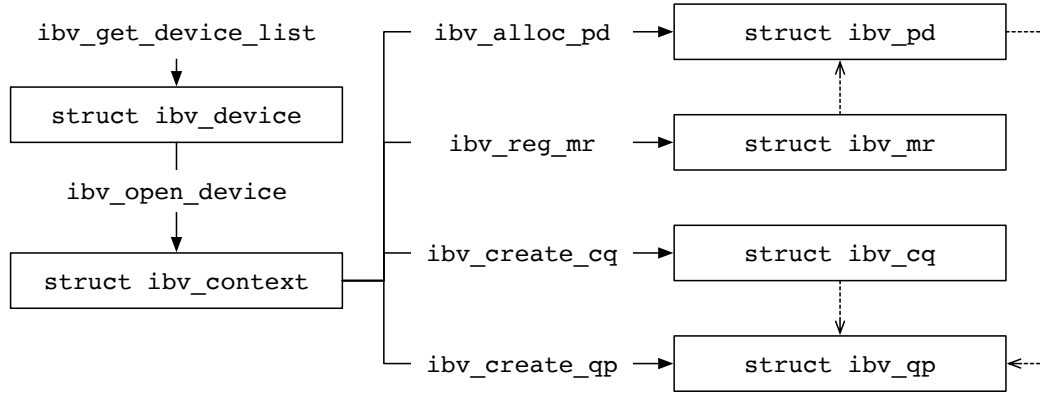 ibv_get_device_list
struct ibv_device
ibv_open_device
struct ibv_context
ibv_alloc_pd
struct ibv_pd
ibv_reg_mr
struct ibv_mr
ibv_create_cq
struct ibv_cq
ibv_create_qp
struct ibv_qp